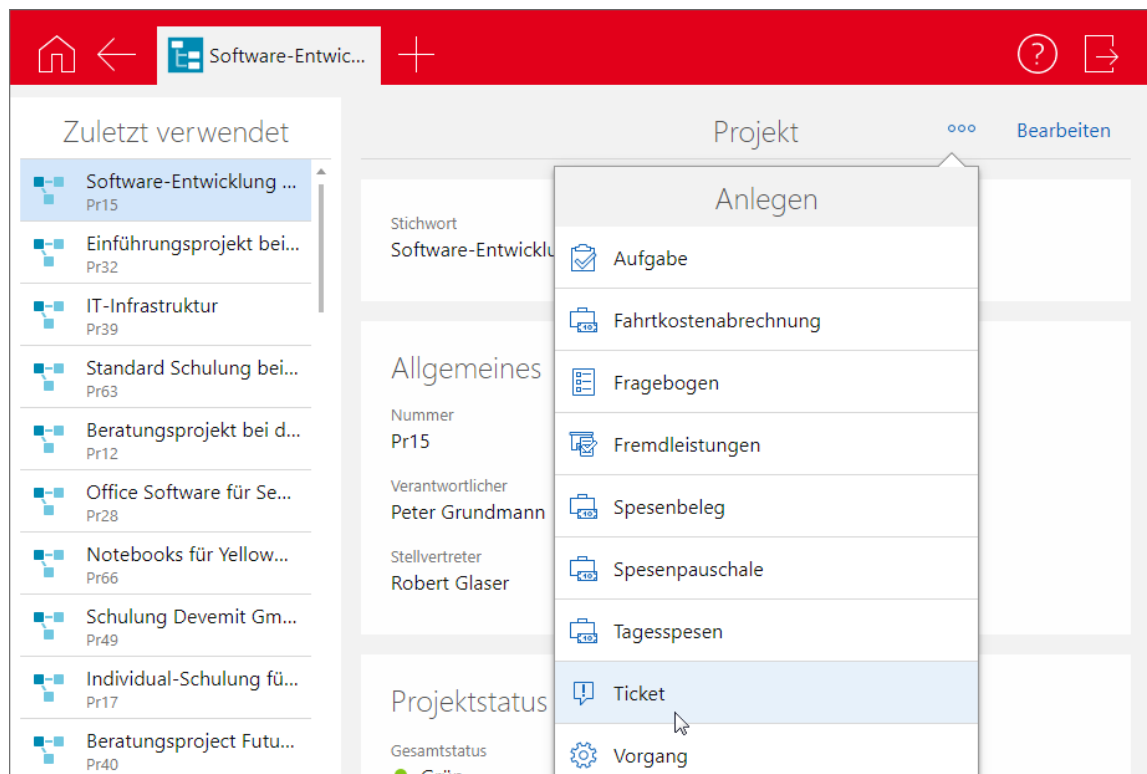 Software-Entwic...
?
Zuletzt verwendet
Software-Entwicklung ...
Pr15
Einführungsprojekt bei...
Pr32
IT-Infrastruktur
Pr39
Standard Schulung bei...
Pr63
Beratungsprojekt bei d...
Pr12
Office Software für Se...
Pr28
Notebooks für Yellow...
Pr66
Schulung Devemit Gm...
Pr49
Individual-Schulung fü...
Pr17
Beratungsproject Futu...
Pr40
Projekt
Bearbeiten
Stichwort
Software-Entwicklu
Allgemeines
Nummer
Pr15
Verantwortlicher
Peter Grundmann
Stellvertreter
Robert Glaser
Projektstatus
Gesamtstatus
Grün
Anlegen
Aufgabe
Fahrtkostenabrechnung
Fragebogen
Fremdleistungen
Spesenbeleg
Spesenpauschale
Tagesspesen
Ticket
Vorgang